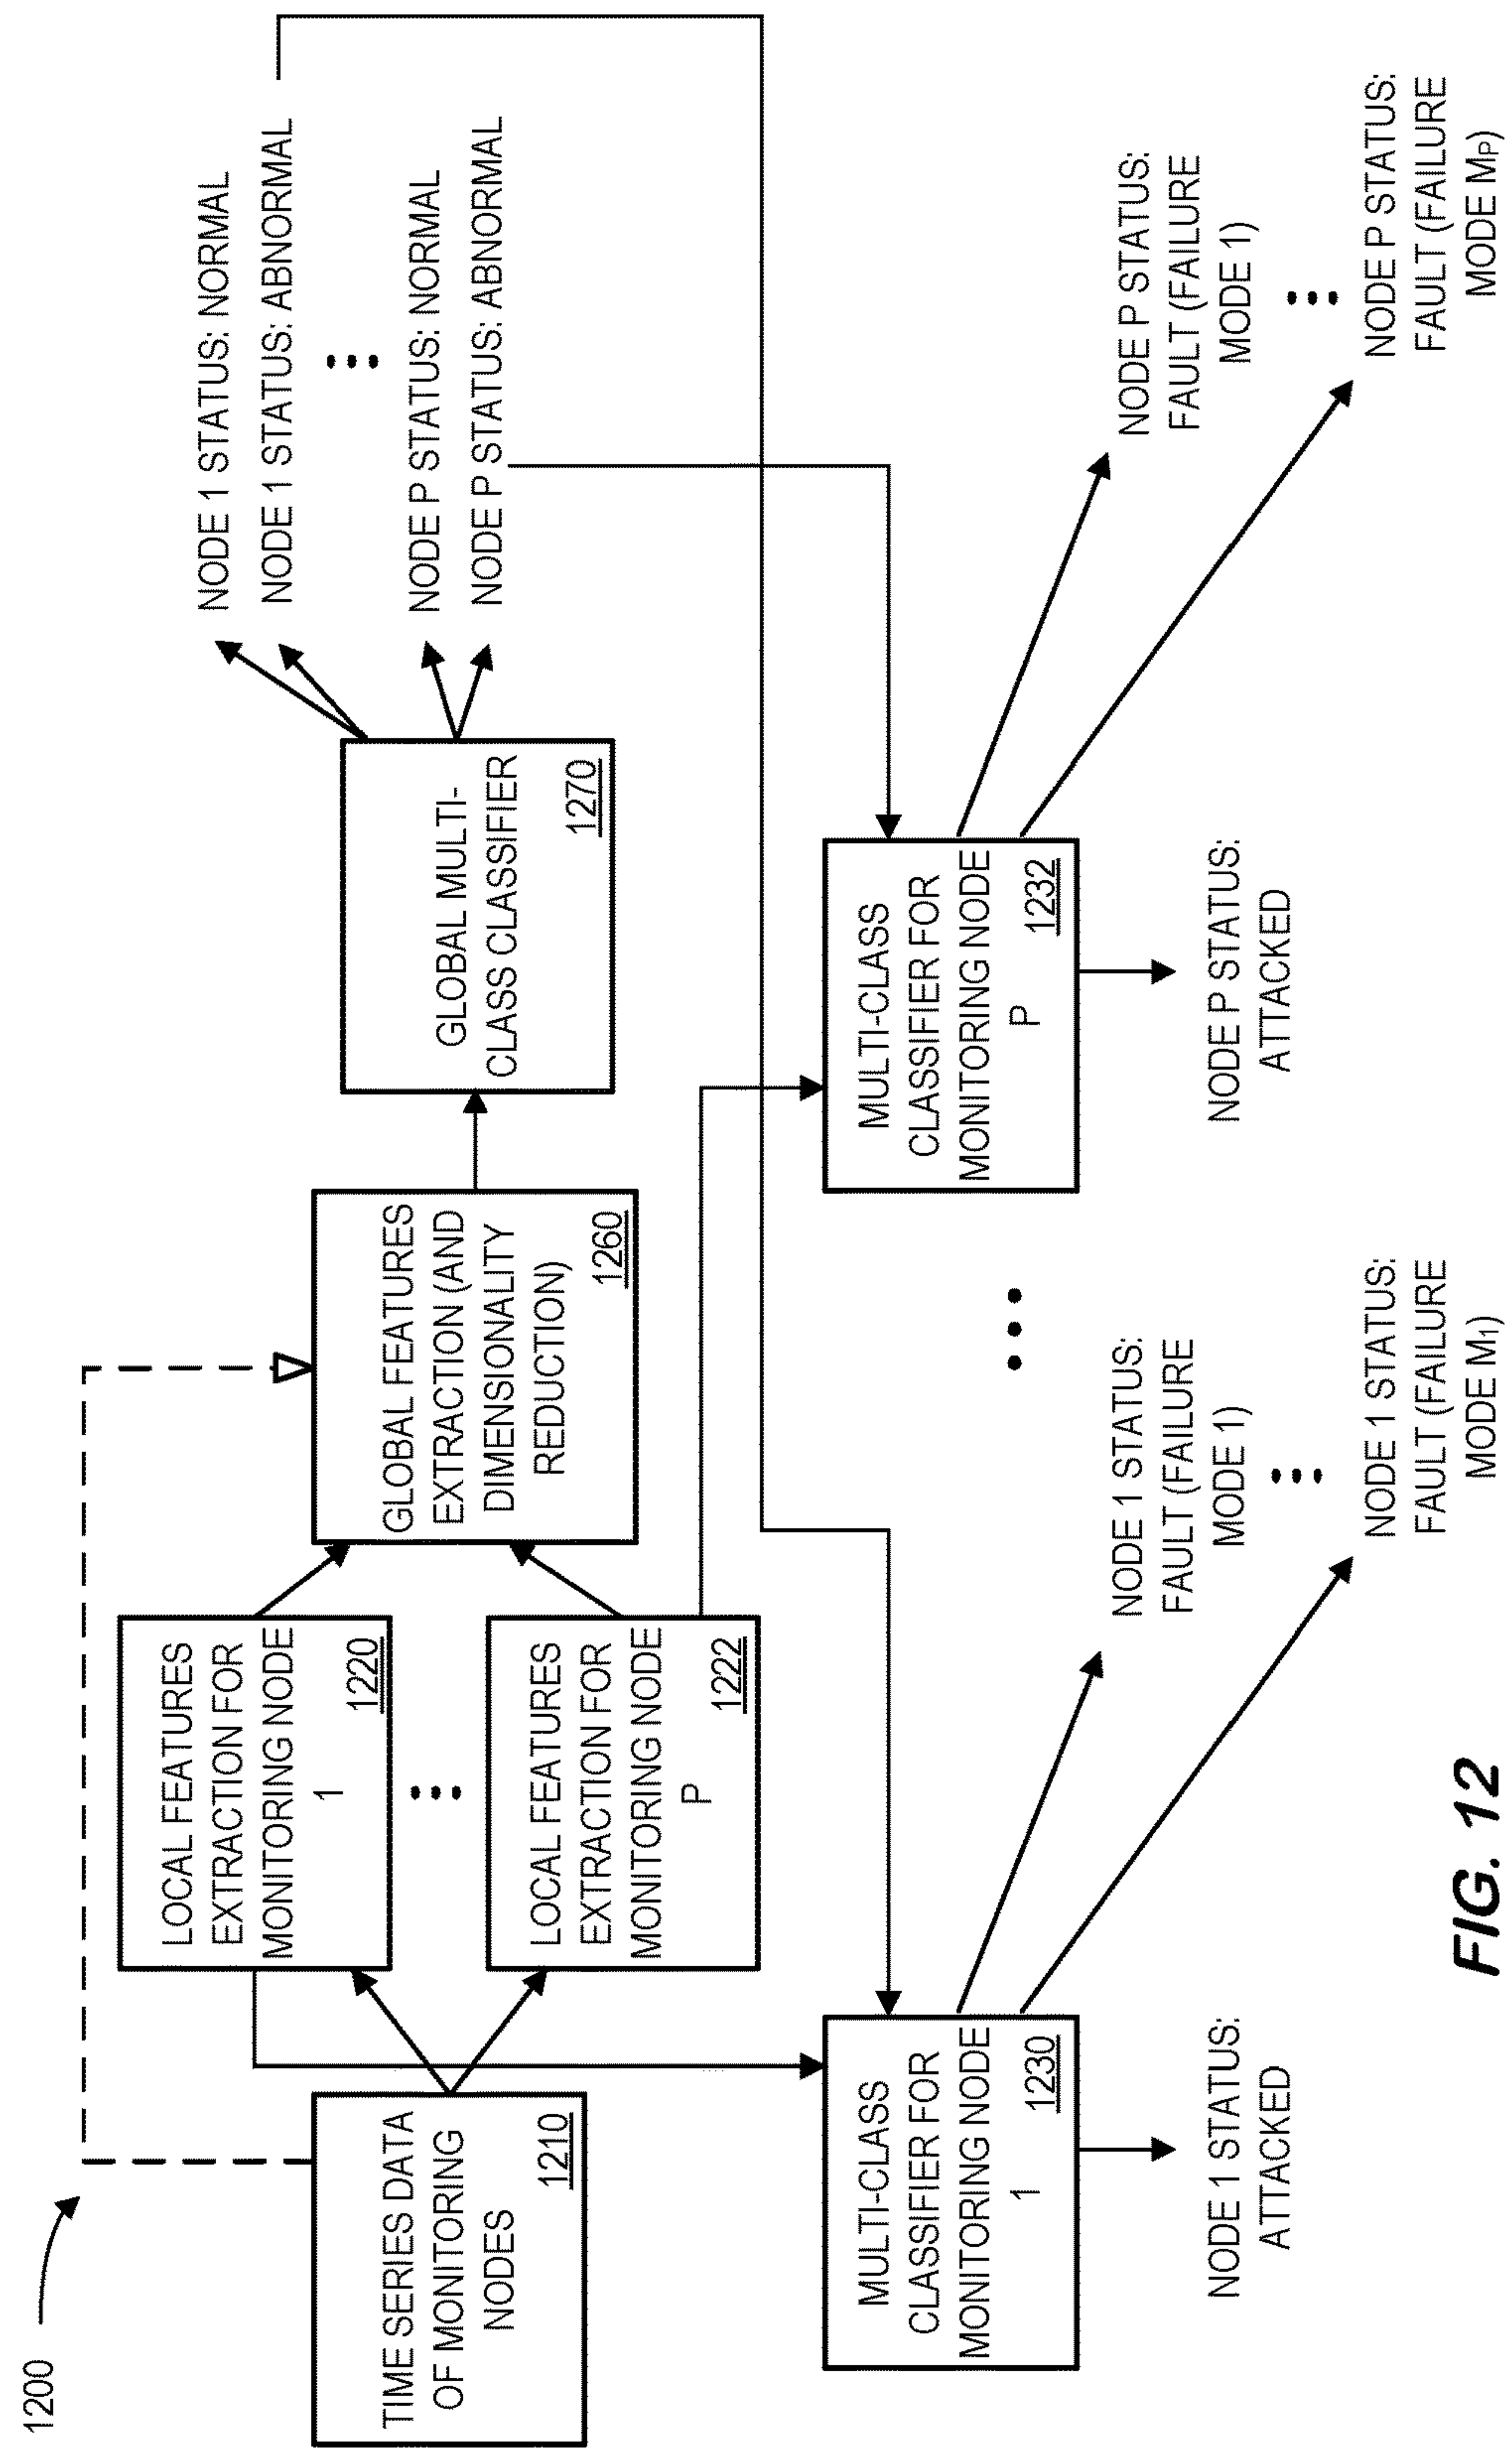 1200
TIME SERIES DATA
OF MONITORING
NODES
1210
LOCAL FEATURES
EXTRACTION FOR
MONITORING NODE
1
1220
LOCAL FEATURES
EXTRACTION FOR
MONITORING NODE
P
1222
GLOBAL FEATURES
EXTRACTION (AND
DIMENSIONALITY
REDUCTION)
1260
GLOBAL MULTI-
CLASS CLASSIFIER
1270
NODE 1 STATUS: NORMAL
NODE 1 STATUS: ABNORMAL
NODE P STATUS: NORMAL
NODE P STATUS: ABNORMAL
MULTI-CLASS
CLASSIFIER FOR
MONITORING NODE
1
1230
NODE 1 STATUS:
ATTACKED
NODE 1 STATUS:
FAULT (FAILURE
MODE 1)
NODE 1 STATUS:
FAULT (FAILURE
MODE M₁)
MULTI-CLASS
CLASSIFIER FOR
MONITORING NODE
P
1232
NODE P STATUS:
ATTACKED
NODE P STATUS:
FAULT (FAILURE
MODE 1)
NODE P STATUS:
FAULT (FAILURE
MODE MP)
FIG. 12